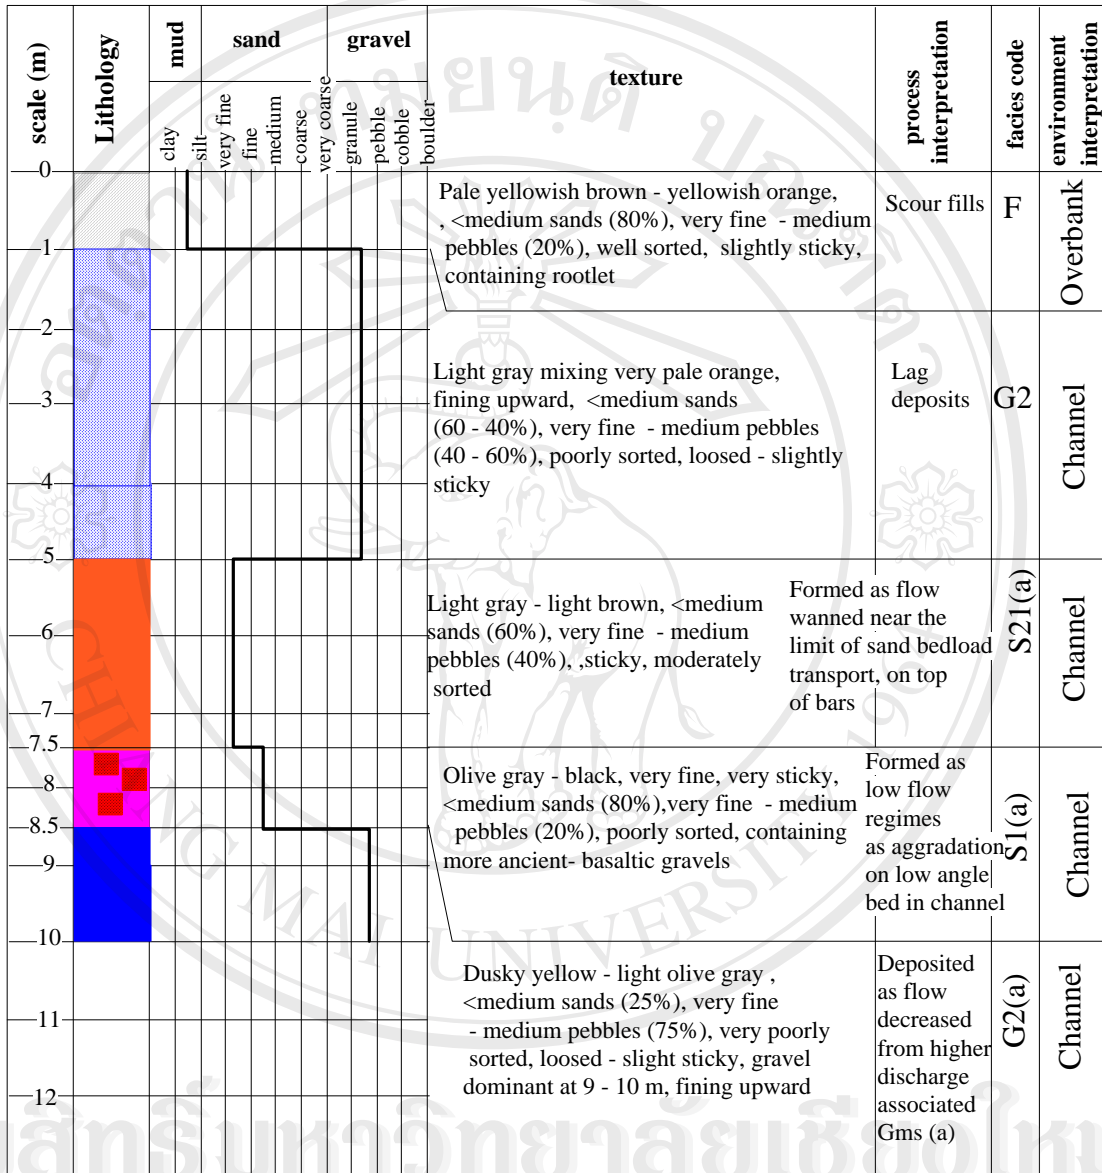 scale (m)
Lithology
mud
sand
gravel
clay
silt
very fine
fine
medium
coarse
very coarse
granule
pebble
cobble
boulder
texture
process
interpretation
facies code
environment
interpretation
0
1
2
3
4
5
6
7
7.5
8
8.5
9
10
11
12
Pale yellowish brown - yellowish orange,
, <medium sands (80%), very fine - medium
pebbles (20%), well sorted, slightly sticky,
containing rootlet
Scour fills
F
Overbank
Light gray mixing very pale orange,
fining upward, <medium sands
(60 - 40%), very fine - medium pebbles
(40 - 60%), poorly sorted, loosed - slightly
sticky
Lag
deposits
G2
Channel
Light gray - light brown, <medium
sands (60%), very fine - medium
pebbles (40%), ,sticky, moderately
sorted
Formed as flow
wanned near the
limit of sand bedload
transport, on top
of bars
S21(a)
Channel
Olive gray - black, very fine, very sticky,
<medium sands (80%),very fine - medium
pebbles (20%), poorly sorted, containing
more ancient- basaltic gravels
Formed as
low flow
regimes
as aggradation
on low angle
bed in channel
S1(a)
Channel
Dusky yellow - light olive gray ,
<medium sands (25%), very fine
- medium pebbles (75%), very poorly
sorted, loosed - slight sticky, gravel
dominant at 9 - 10 m, fining upward
Deposited
as flow
decreased
from higher
discharge
associated
Gms (a)
G2(a)
Channel
CHIANG MAI UNIVERSITY 1964